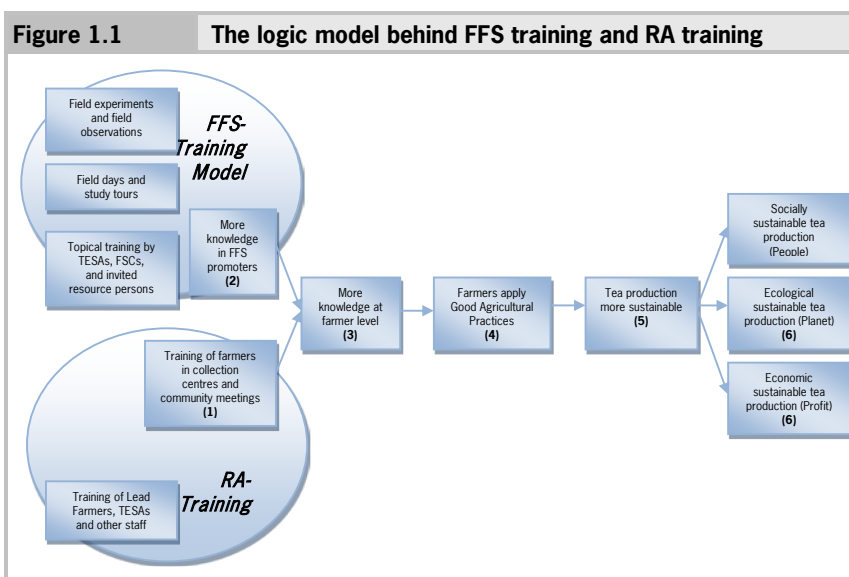 Figure 1.1
The logic model behind FFS training and RA training
Field experiments
and field
observations
FFS-
Training
Model
Field days and
study tours
Topical training by
TESAs, FSCs,
and invited
resource persons
More
knowledge
in FFS
promoters
(2)
More
knowledge at
farmer level
(3)
Farmers apply
Good Agricultural
Practices
(4)
Tea production
more sustainable
(5)
Socially
sustainable tea
production
(People)
Ecological
sustainable tea
production (Planet)
(6)
Economic
sustainable tea
production (Profit)
(6)
Training of farmers
in collection
centres and
community meetings
(1)
RA-
Training
Training of Lead
Farmers, TESAs
and other staff